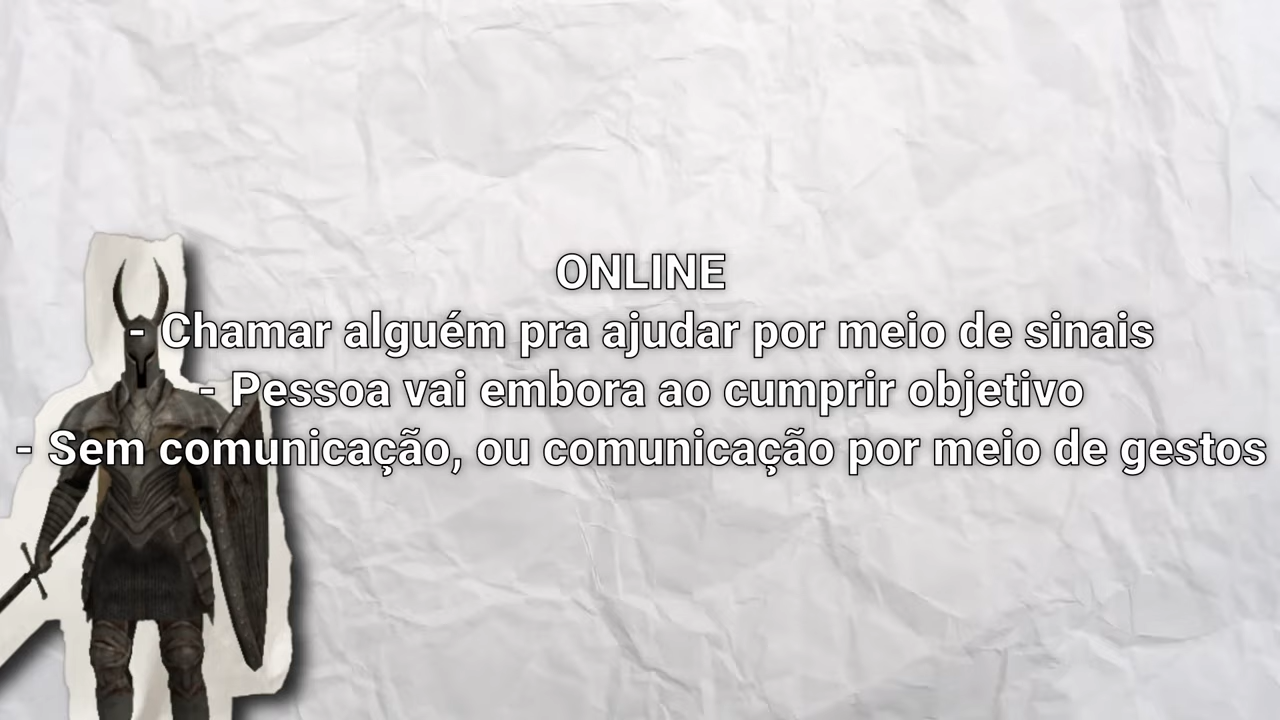 ONLINE
- Chamar alguém pra ajudar por meio de sinais
- Pessoa vai embora ao cumprir objetivo
- Sem comunicação, ou comunicação por meio de gestos